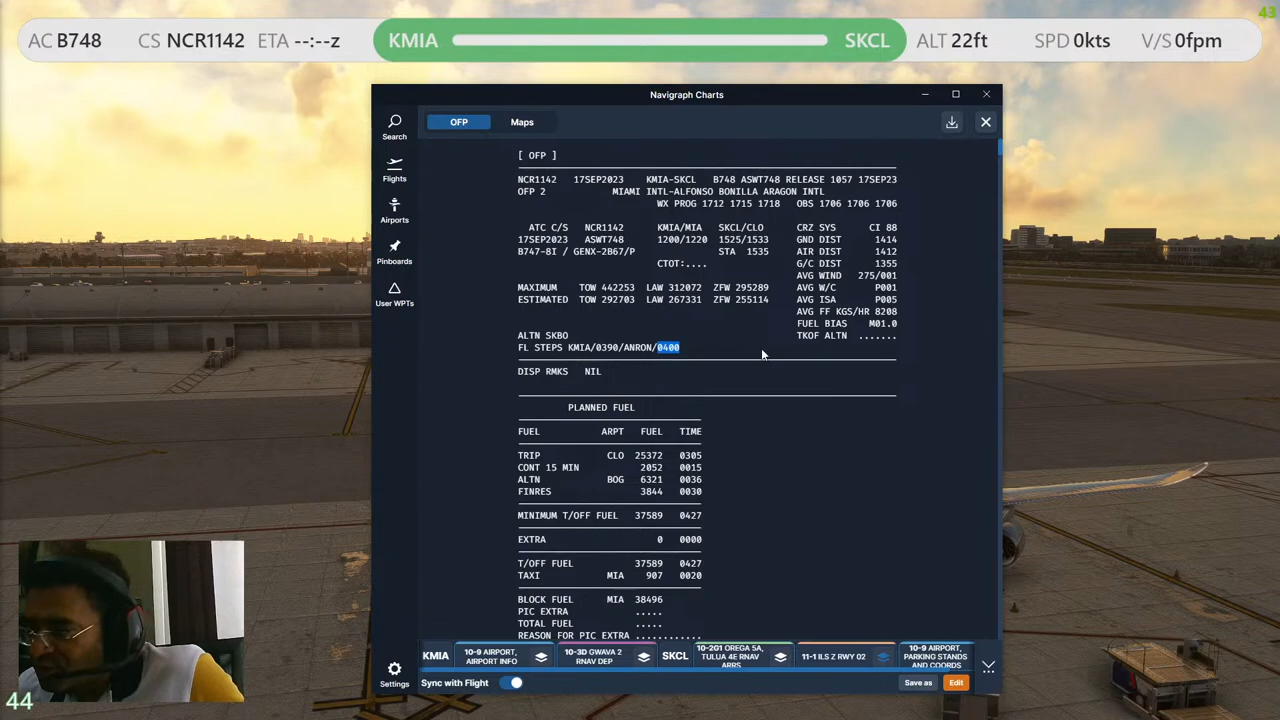 43
AC B748 CS NCR1142 ETA --:--z KMIA SKCL ALT 22ft SPD 0kts V/S 0fpm
Navigraph Charts
OFP Maps
Search
Flights
Airports
Pinboards
User WPTs
[ OFP ]
NCR1142 17SEP2023 KMIA-SKCL B748 ASWT748 RELEASE 1057 17SEP23
OFP 2 MIAMI INTL-ALFONSO BONILLA ARAGON INTL
WX PROG 1712 1715 1718 OBS 1706 1706 1706
ATC C/S NCR1142 KMIA/MIA SKCL/CLO CRZ SYS CI 88
17SEP2023 ASWT748 1200/1220 1525/1533 GND DIST 1414
B747-8I / GENX-2B67/P STA 1535 AIR DIST 1412
CTOT:.... G/C DIST 1355
AVG WIND 275/001
MAXIMUM TOW 442253 LAW 312072 ZFW 295289 AVG W/C P001
ESTIMATED TOW 292703 LAW 267331 ZFW 255114 AVG ISA P005
AVG FF KGS/HR 8208
FUEL BIAS M01.0
ALTN SKBO TKOF ALTN .......
FL STEPS KMIA/0390/ANRON/0400
DISP RMKS NIL
PLANNED FUEL
FUEL ARPT FUEL TIME
TRIP CLO 25372 0305
CONT 15 MIN 2052 0015
ALTN BOG 6321 0036
FINRES 3844 0030
MINIMUM T/OFF FUEL 37589 0427
EXTRA 0 0000
T/OFF FUEL 37589 0427
TAXI MIA 907 0020
BLOCK FUEL MIA 38496
PIC EXTRA .....
TOTAL FUEL .....
REASON FOR PIC EXTRA ............
KMIA 10-9 AIRPORT, AIRPORT INFO 10-3D GWAVA 2 RNAV DEP SKCL 10-2G1 OREGA 5A, TULUA 4E RNAV ARRS 11-1 ILS Z RWY 02 10-9 AIRPORT, PARKING STANDS AND COORDS
Settings
Sync with Flight Save as Edit
44